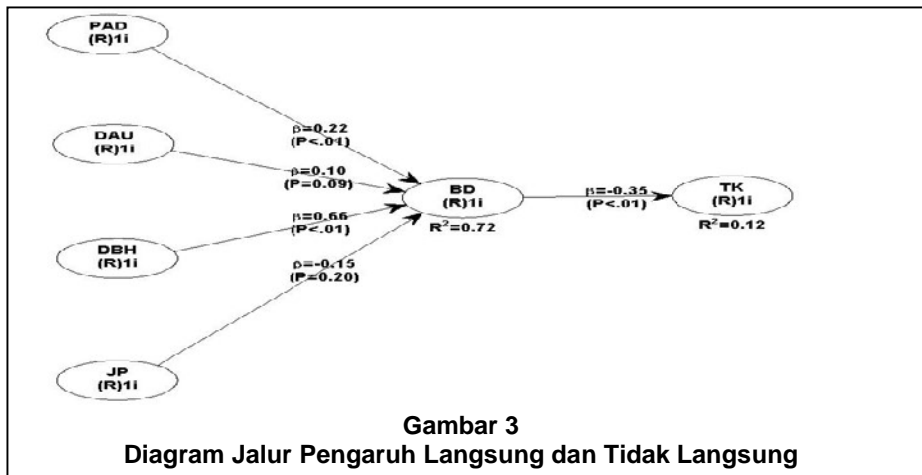 PAD
(R)1i
β=0.22
(P<.01)
DAU
(R)1i
β=0.10
(P=0.09)
BD
(R)1i
R²=0.72
β=-0.35
(P<.01)
TK
(R)1i
R²=0.12
β=0.66
(P<.01)
DBH
(R)1i
β=-0.15
(P=0.20)
JP
(R)1i
Gambar 3
Diagram Jalur Pengaruh Langsung dan Tidak Langsung